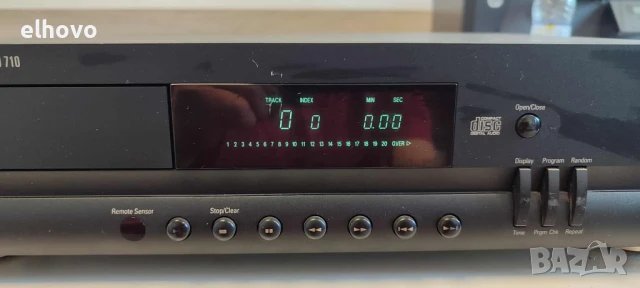 elhovo
710
TRACK INDEX MIN SEC
0 0 0.00
1 2 3 4 5 6 7 8 9 10 11 12 13 14 15 16 17 18 19 20 OVER
COMPACT
disc
DIGITAL AUDIO
Open/Close
Display Program Random
Time Prgm Chk Repeat
Remote Sensor
Stop/Clear
BAZAR